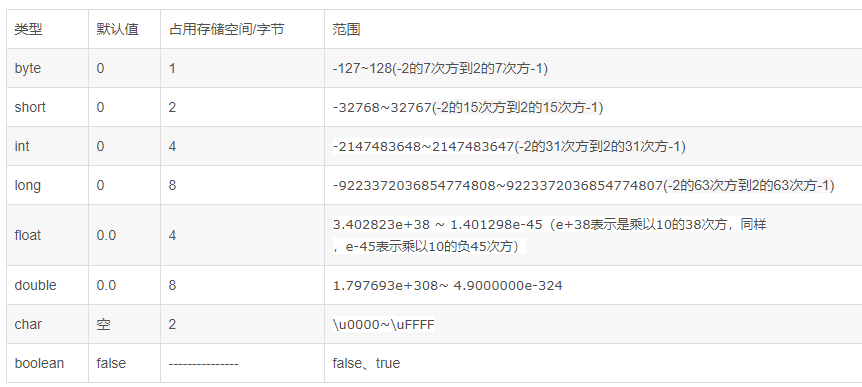 类型 默认值 占用存储空间/字节 范围
byte 0 1 -127~128(-2的7次方到2的7次方-1)
short 0 2 -32768~32767(-2的15次方到2的15次方-1)
int 0 4 -2147483648~2147483647(-2的31次方到2的31次方-1)
long 0 8 -9223372036854774808~9223372036854774807(-2的63次方到2的63次方-1)
float 0.0 4 3.402823e+38 ~ 1.401298e-45（e+38表示是乘以10的38次方，同样
，e-45表示乘以10的负45次方）
double 0.0 8 1.797693e+308~ 4.9000000e-324
char 空 2 \u0000~\uFFFF
boolean false --------------- false、true